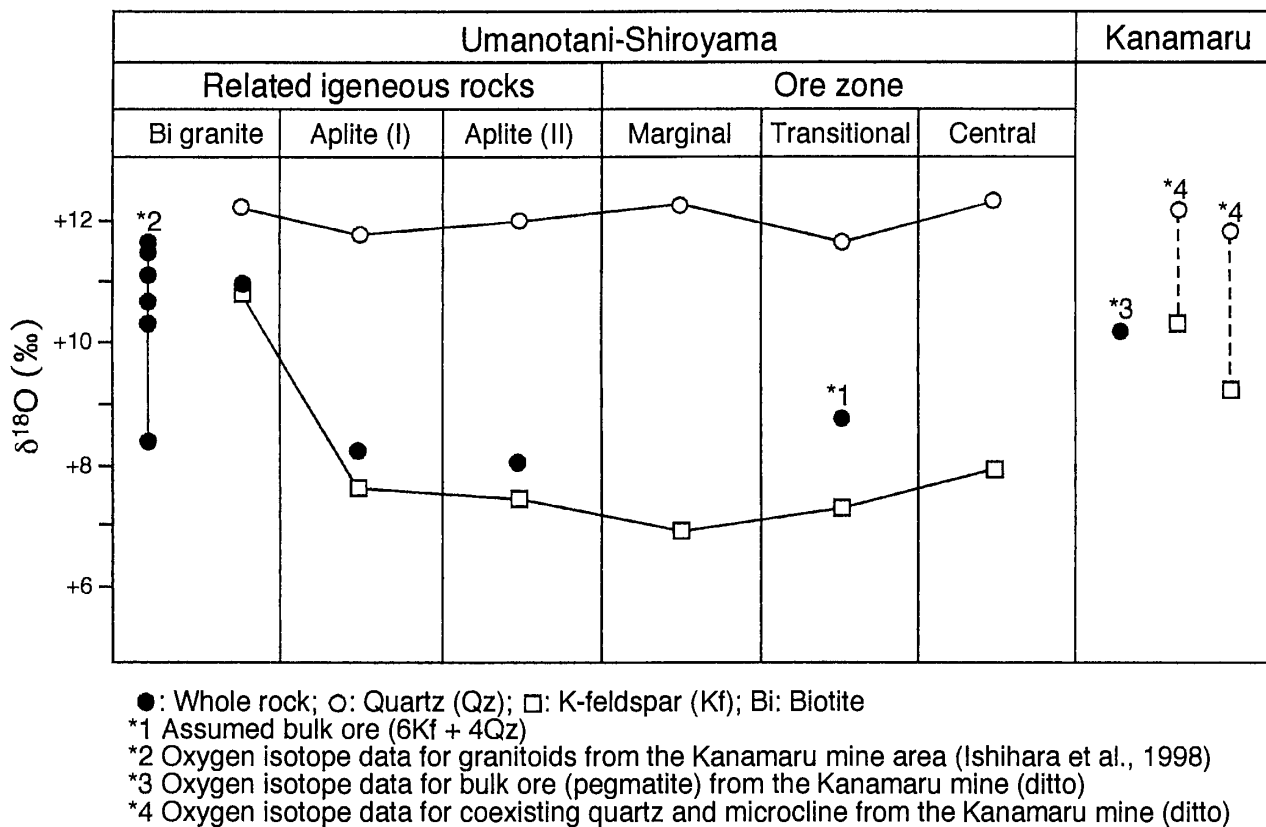 Umanotani-Shiroyama Kanamaru
Related igeneous rocks Ore zone
Bi granite Aplite (I) Aplite (II) Marginal Transitional Central
+12
+10
+8
+6
δ¹⁸O (‰)
*2
*1
*3
*4
*4
●: Whole rock; ○: Quartz (Qz); □: K-feldspar (Kf); Bi: Biotite
*1 Assumed bulk ore (6Kf + 4Qz)
*2 Oxygen isotope data for granitoids from the Kanamaru mine area (Ishihara et al., 1998)
*3 Oxygen isotope data for bulk ore (pegmatite) from the Kanamaru mine (ditto)
*4 Oxygen isotope data for coexisting quartz and microcline from the Kanamaru mine (ditto)